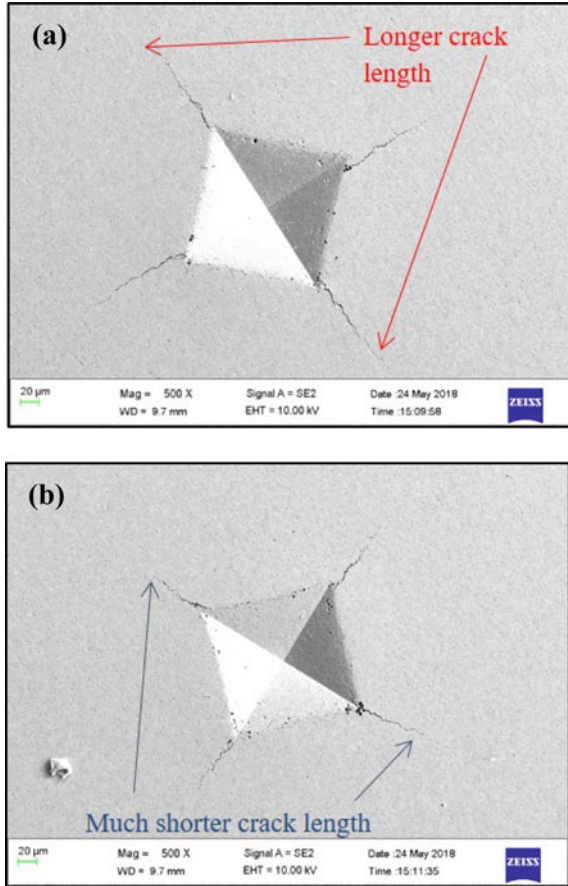 (a)
Longer crack
length
20 µm Mag = 500 X Signal A = SE2 Date :24 May 2018
WD = 9.7 mm EHT = 10.00 kV Time :15:09:58
ZEISS
(b)
Much shorter crack length
20 µm Mag = 500 X Signal A = SE2 Date :24 May 2018
WD = 9.7 mm EHT = 10.00 kV Time :15:11:35
ZEISS